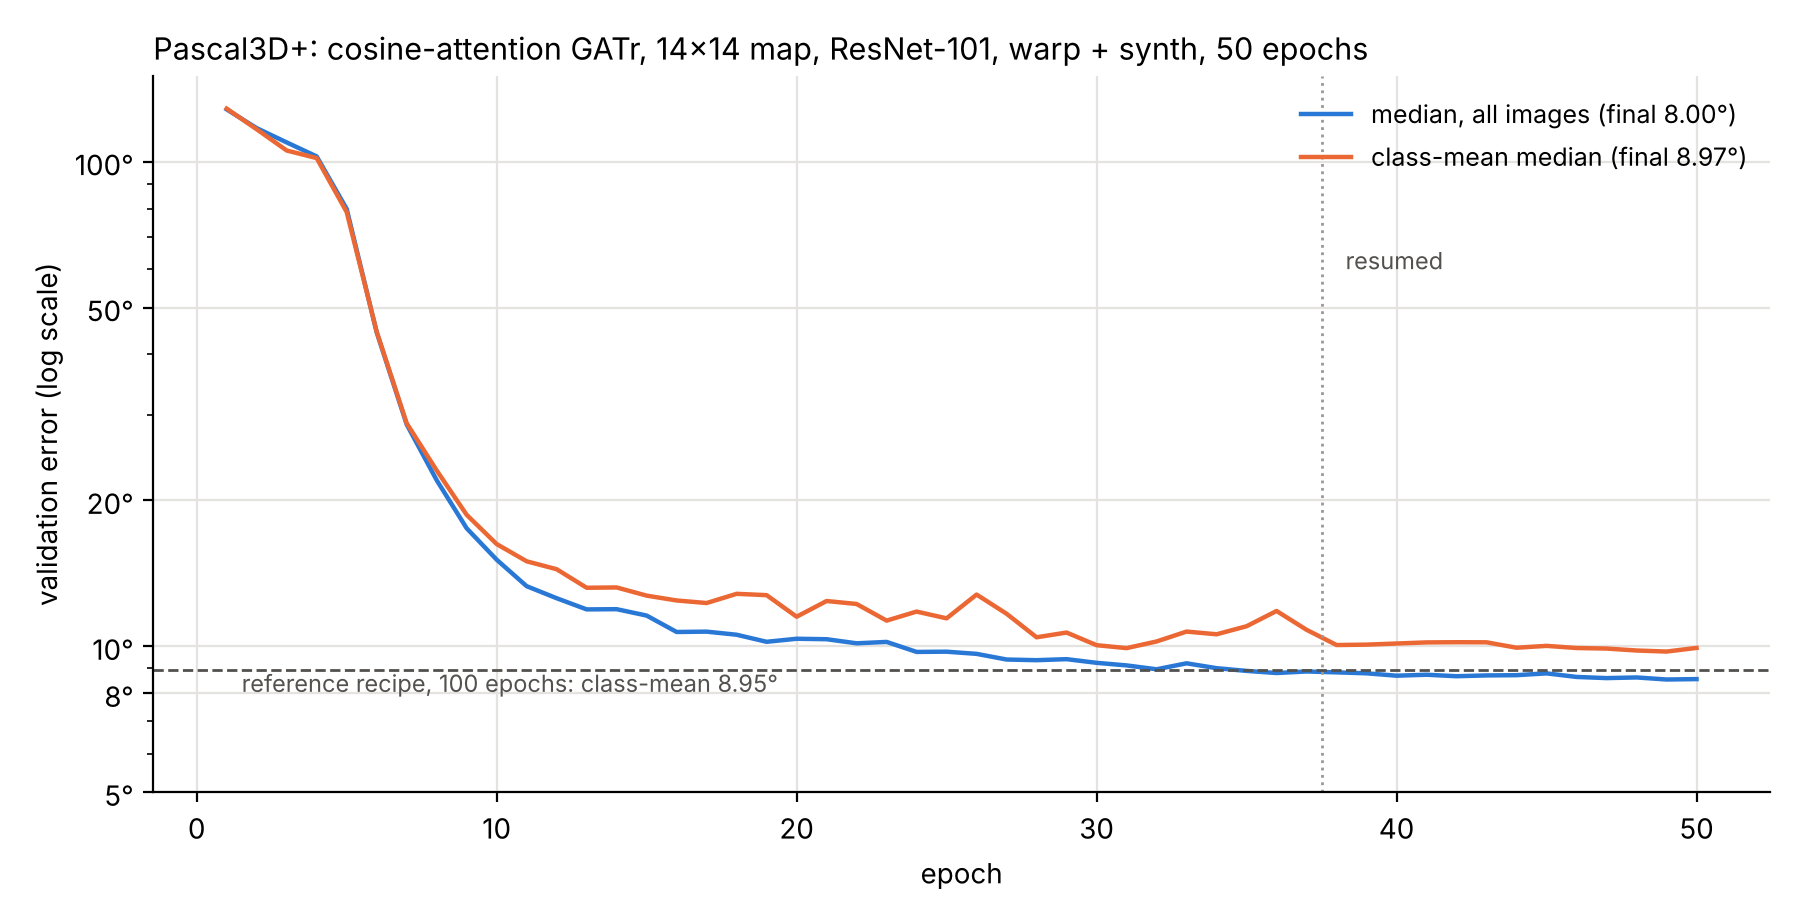 Pascal3D+: cosine-attention GATr, 14×14 map, ResNet-101, warp + synth, 50 epochs
median, all images (final 8.00°)
class-mean median (final 8.97°)
100°
resumed
50°
20°
10°
reference recipe, 100 epochs: class-mean 8.95°
8°
5°
validation error (log scale)
0 10 20 30 40 50
epoch